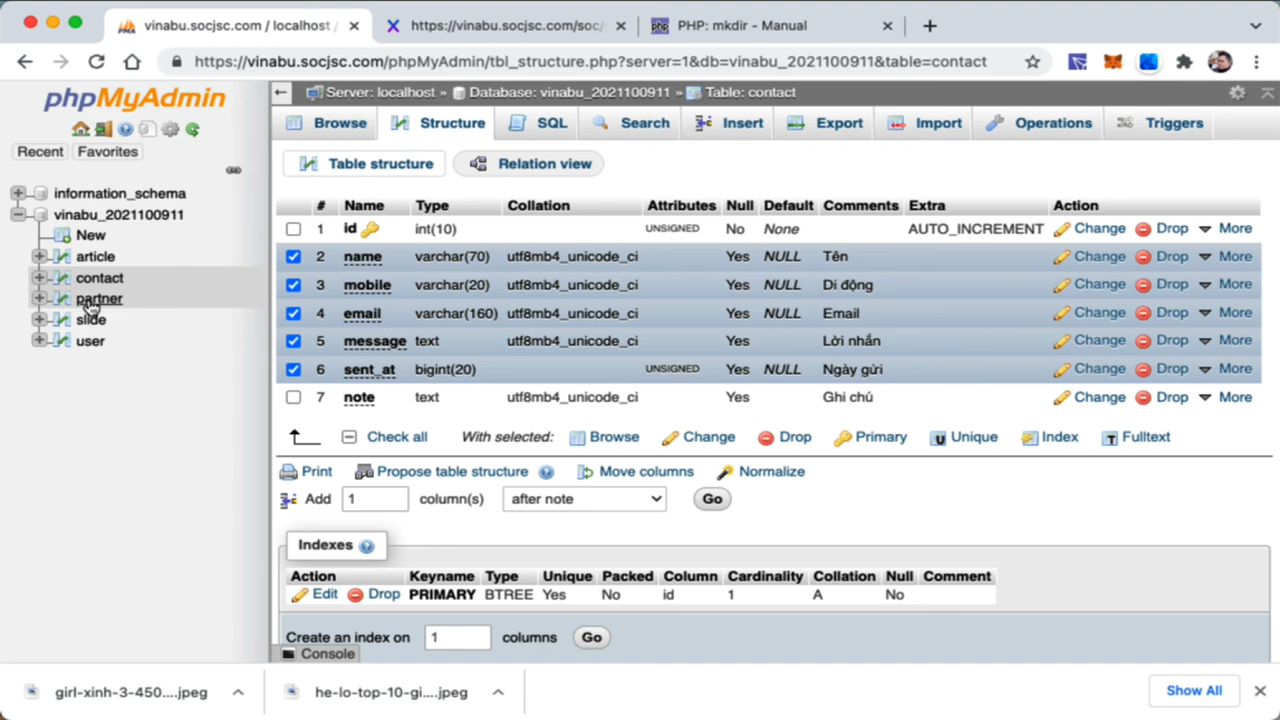 vinabu.socjsc.com / localhost /
https://vinabu.socjsc.com/soc/
PHP: mkdir - Manual
https://vinabu.socjsc.com/phpMyAdmin/tbl_structure.php?server=1&db=vinabu_2021100911&table=contact
phpMyAdmin
Recent Favorites
information_schema
vinabu_2021100911
New
article
contact
partner
slide
user
Server: localhost » Database: vinabu_2021100911 » Table: contact
Browse Structure SQL Search Insert Export Import Operations Triggers
Table structure Relation view
# Name Type Collation Attributes Null Default Comments Extra Action
1 id int(10) UNSIGNED No None AUTO_INCREMENT Change Drop More
2 name varchar(70) utf8mb4_unicode_ci Yes NULL Tên Change Drop More
3 mobile varchar(20) utf8mb4_unicode_ci Yes NULL Di động Change Drop More
4 email varchar(160) utf8mb4_unicode_ci Yes NULL Email Change Drop More
5 message text utf8mb4_unicode_ci Yes Lời nhắn Change Drop More
6 sent_at bigint(20) UNSIGNED Yes NULL Ngày gửi Change Drop More
7 note text utf8mb4_unicode_ci Yes Ghi chú Change Drop More
Check all With selected: Browse Change Drop Primary Unique Index Fulltext
Print Propose table structure Move columns Normalize
Add 1 column(s) after note Go
Indexes
Action Keyname Type Unique Packed Column Cardinality Collation Null Comment
Edit Drop PRIMARY BTREE Yes No id 1 A No
Create an index on 1 columns Go
Console
girl-xinh-3-450....jpeg he-lo-top-10-gi....jpeg Show All